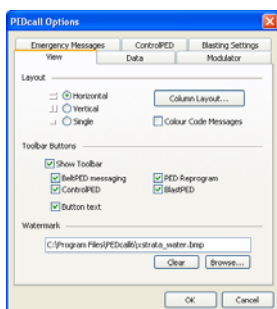 PEDcall Options
Emergency Messages ControlPED Blasting Settings
View Data Modulator
Layout
Horizontal
Vertical
Single
Column Layout...
Colour Code Messages
Toolbar Buttons
Show Toolbar
BeltPED messaging PED Reprogram
ControlPED BlastPED
Button text
Watermark
C:\Program Files\PEDcall6\xstrata_water.bmp
Clear Browse...
OK Cancel